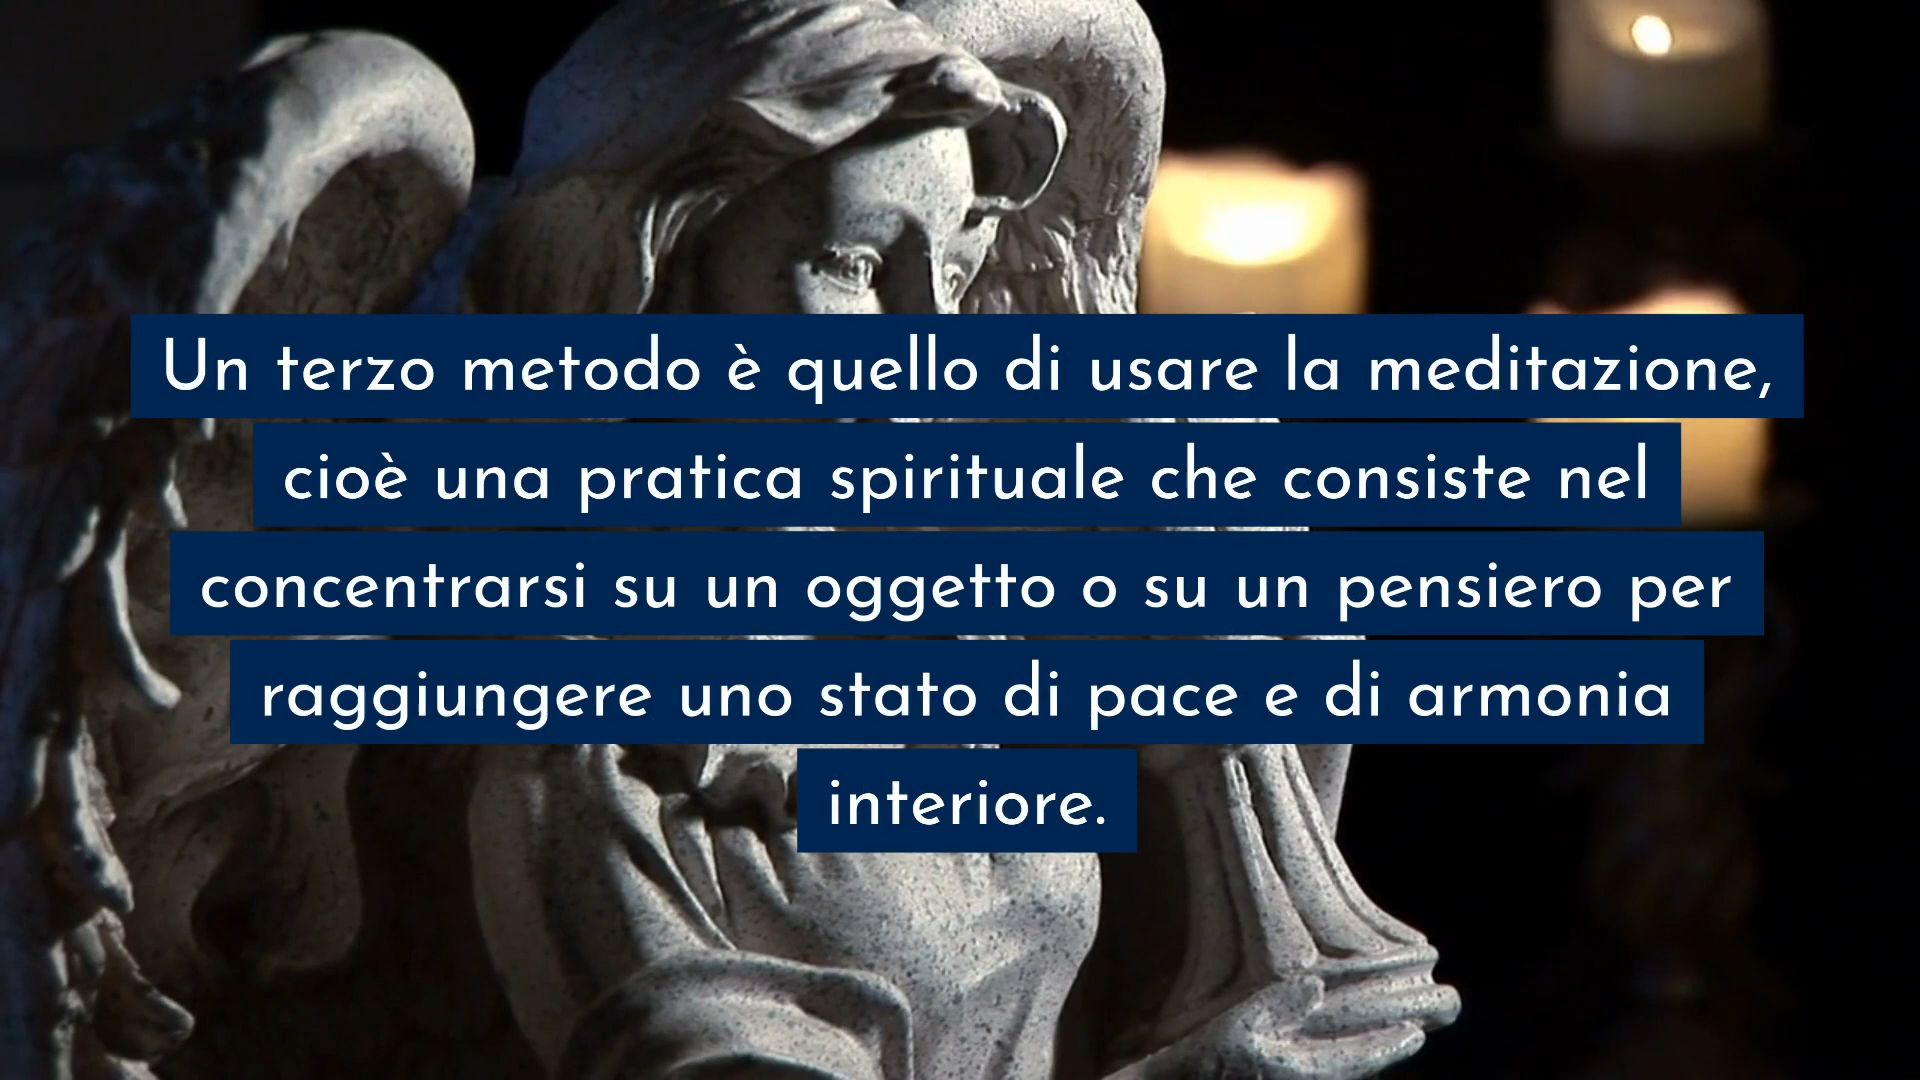 Un terzo metodo è quello di usare la meditazione,
cioè una pratica spirituale che consiste nel
concentrarsi su un oggetto o su un pensiero per
raggiungere uno stato di pace e di armonia
interiore.